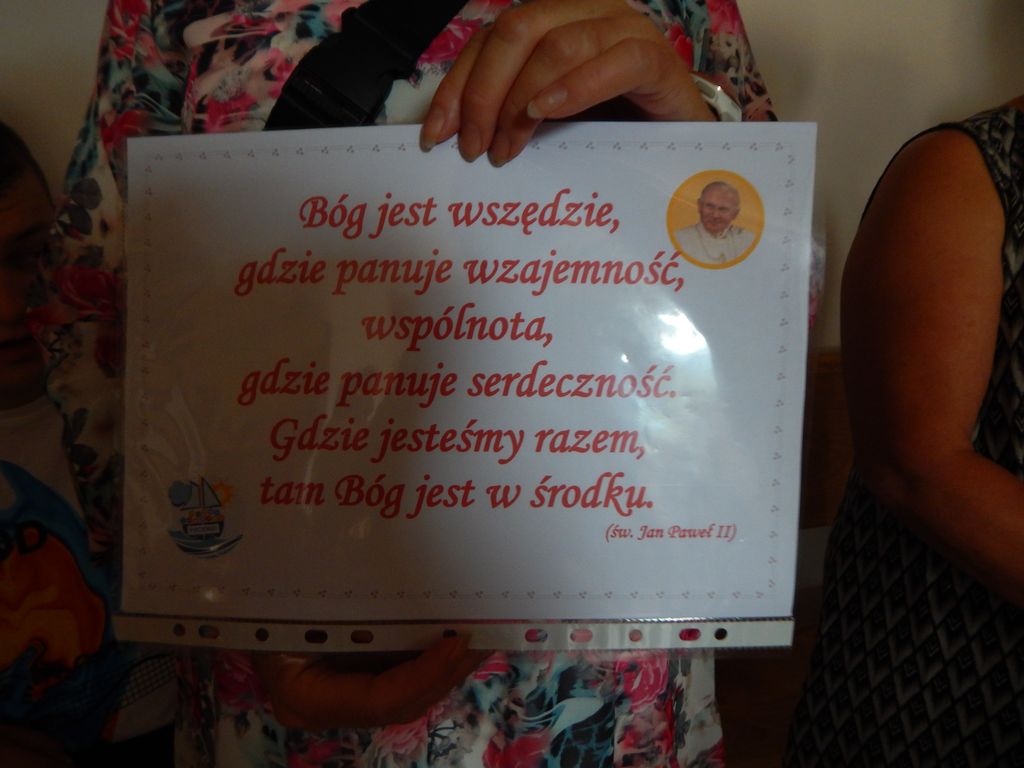 Bóg jest wszędzie,
gdzie panuje wzajemność,
wspólnota,
gdzie panuje serdeczność.
Gdzie jesteśmy razem,
tam Bóg jest w środku.
(św. Jan Paweł II)